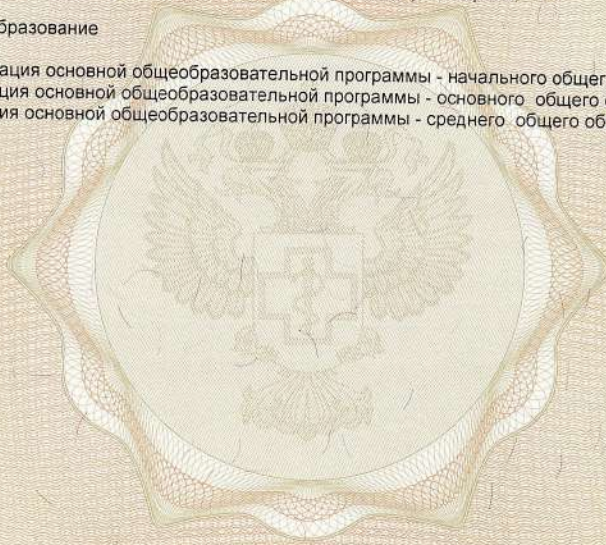 бразование
ация основной общеобразовательной программы - начального общег
ция основной общеобразовательной программы - основного общего
ия основной общеобразовательной программы - среднего общего об